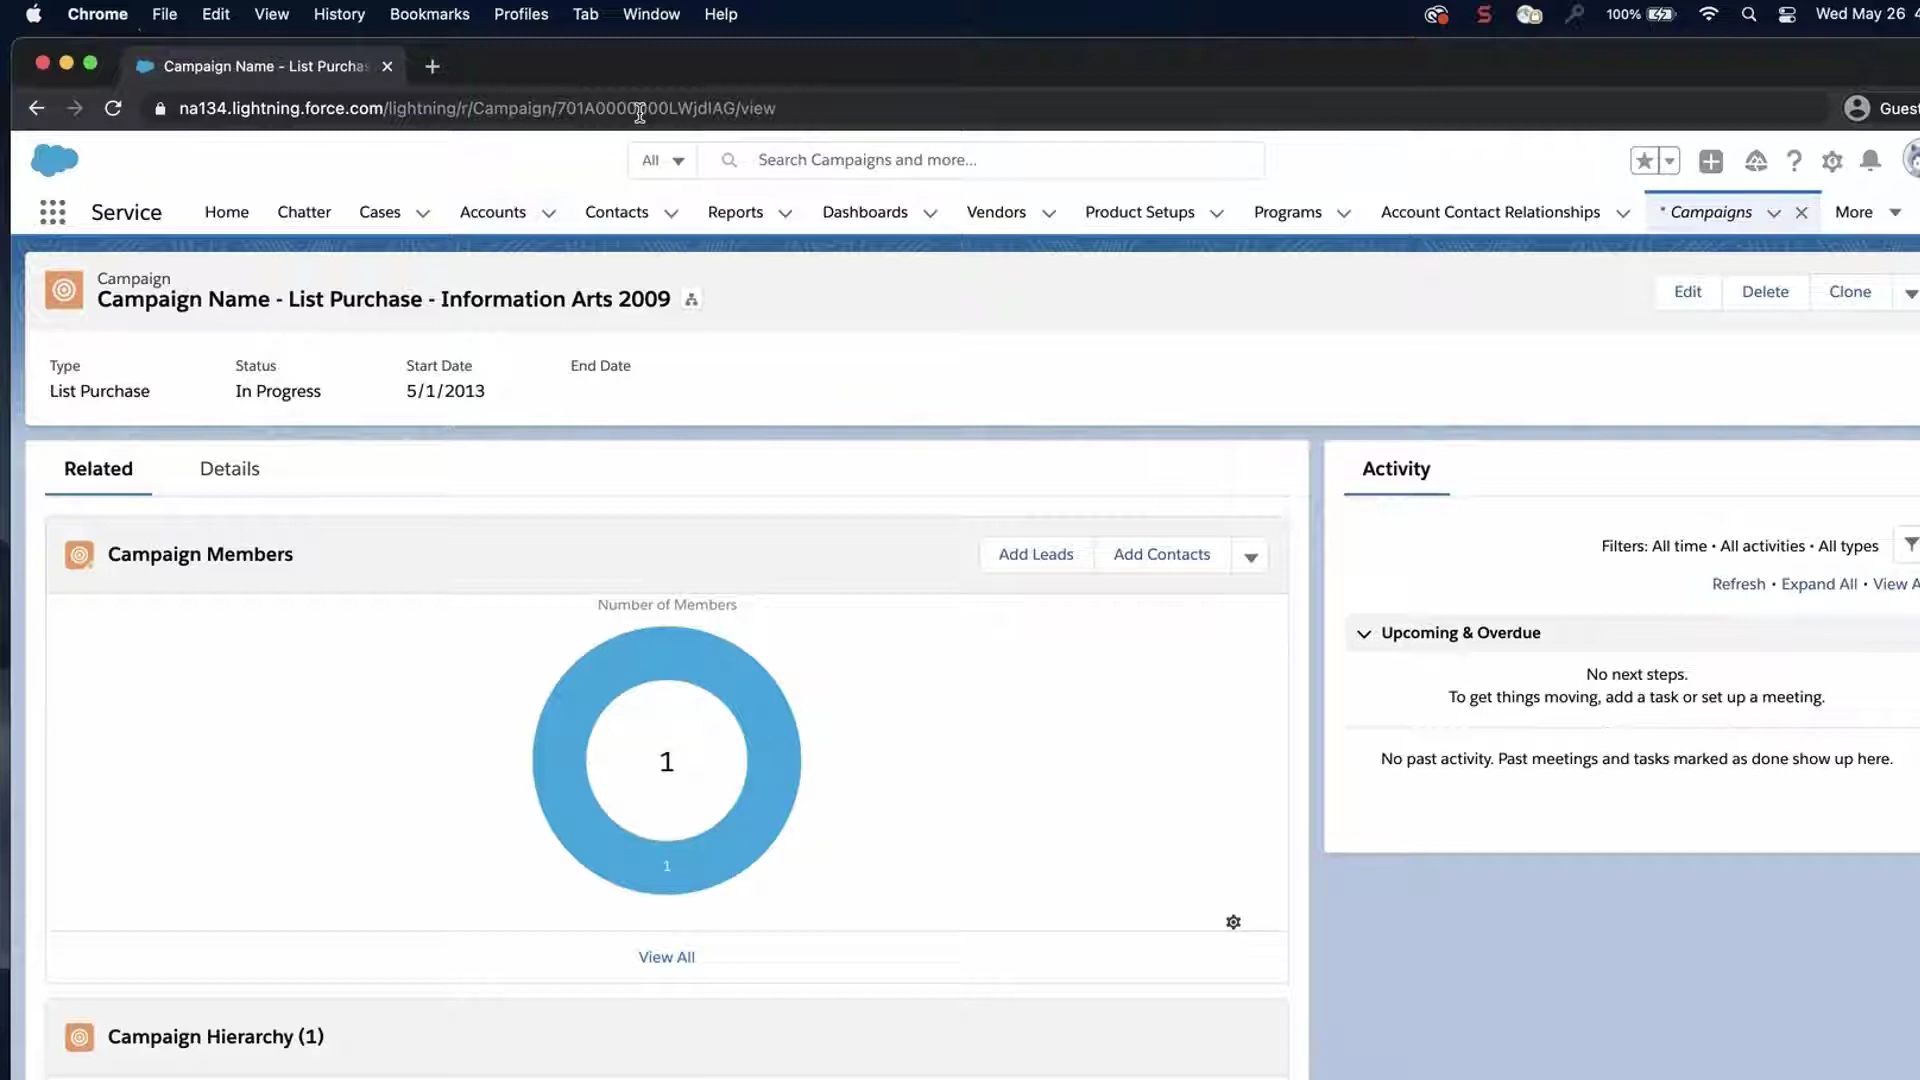 Chrome File Edit View History Bookmarks Profiles Tab Window Help 100% Wed May 26
Campaign Name - List Purcha
na134.lightning.force.com/lightning/r/Campaign/701A0000000LWjdIAG/view
Guest
All Search Campaigns and more...
Service Home Chatter Cases Accounts Contacts Reports Dashboards Vendors Product Setups Programs Account Contact Relationships * Campaigns More
Campaign
Campaign Name - List Purchase - Information Arts 2009
Edit Delete Clone
Type Status Start Date End Date
List Purchase In Progress 5/1/2013
Related Details
Activity
Campaign Members
Add Leads Add Contacts
Filters: All time • All activities • All types
Refresh • Expand All • View A
Number of Members
1
1
Upcoming & Overdue
No next steps.
To get things moving, add a task or set up a meeting.
No past activity. Past meetings and tasks marked as done show up here.
View All
Campaign Hierarchy (1)